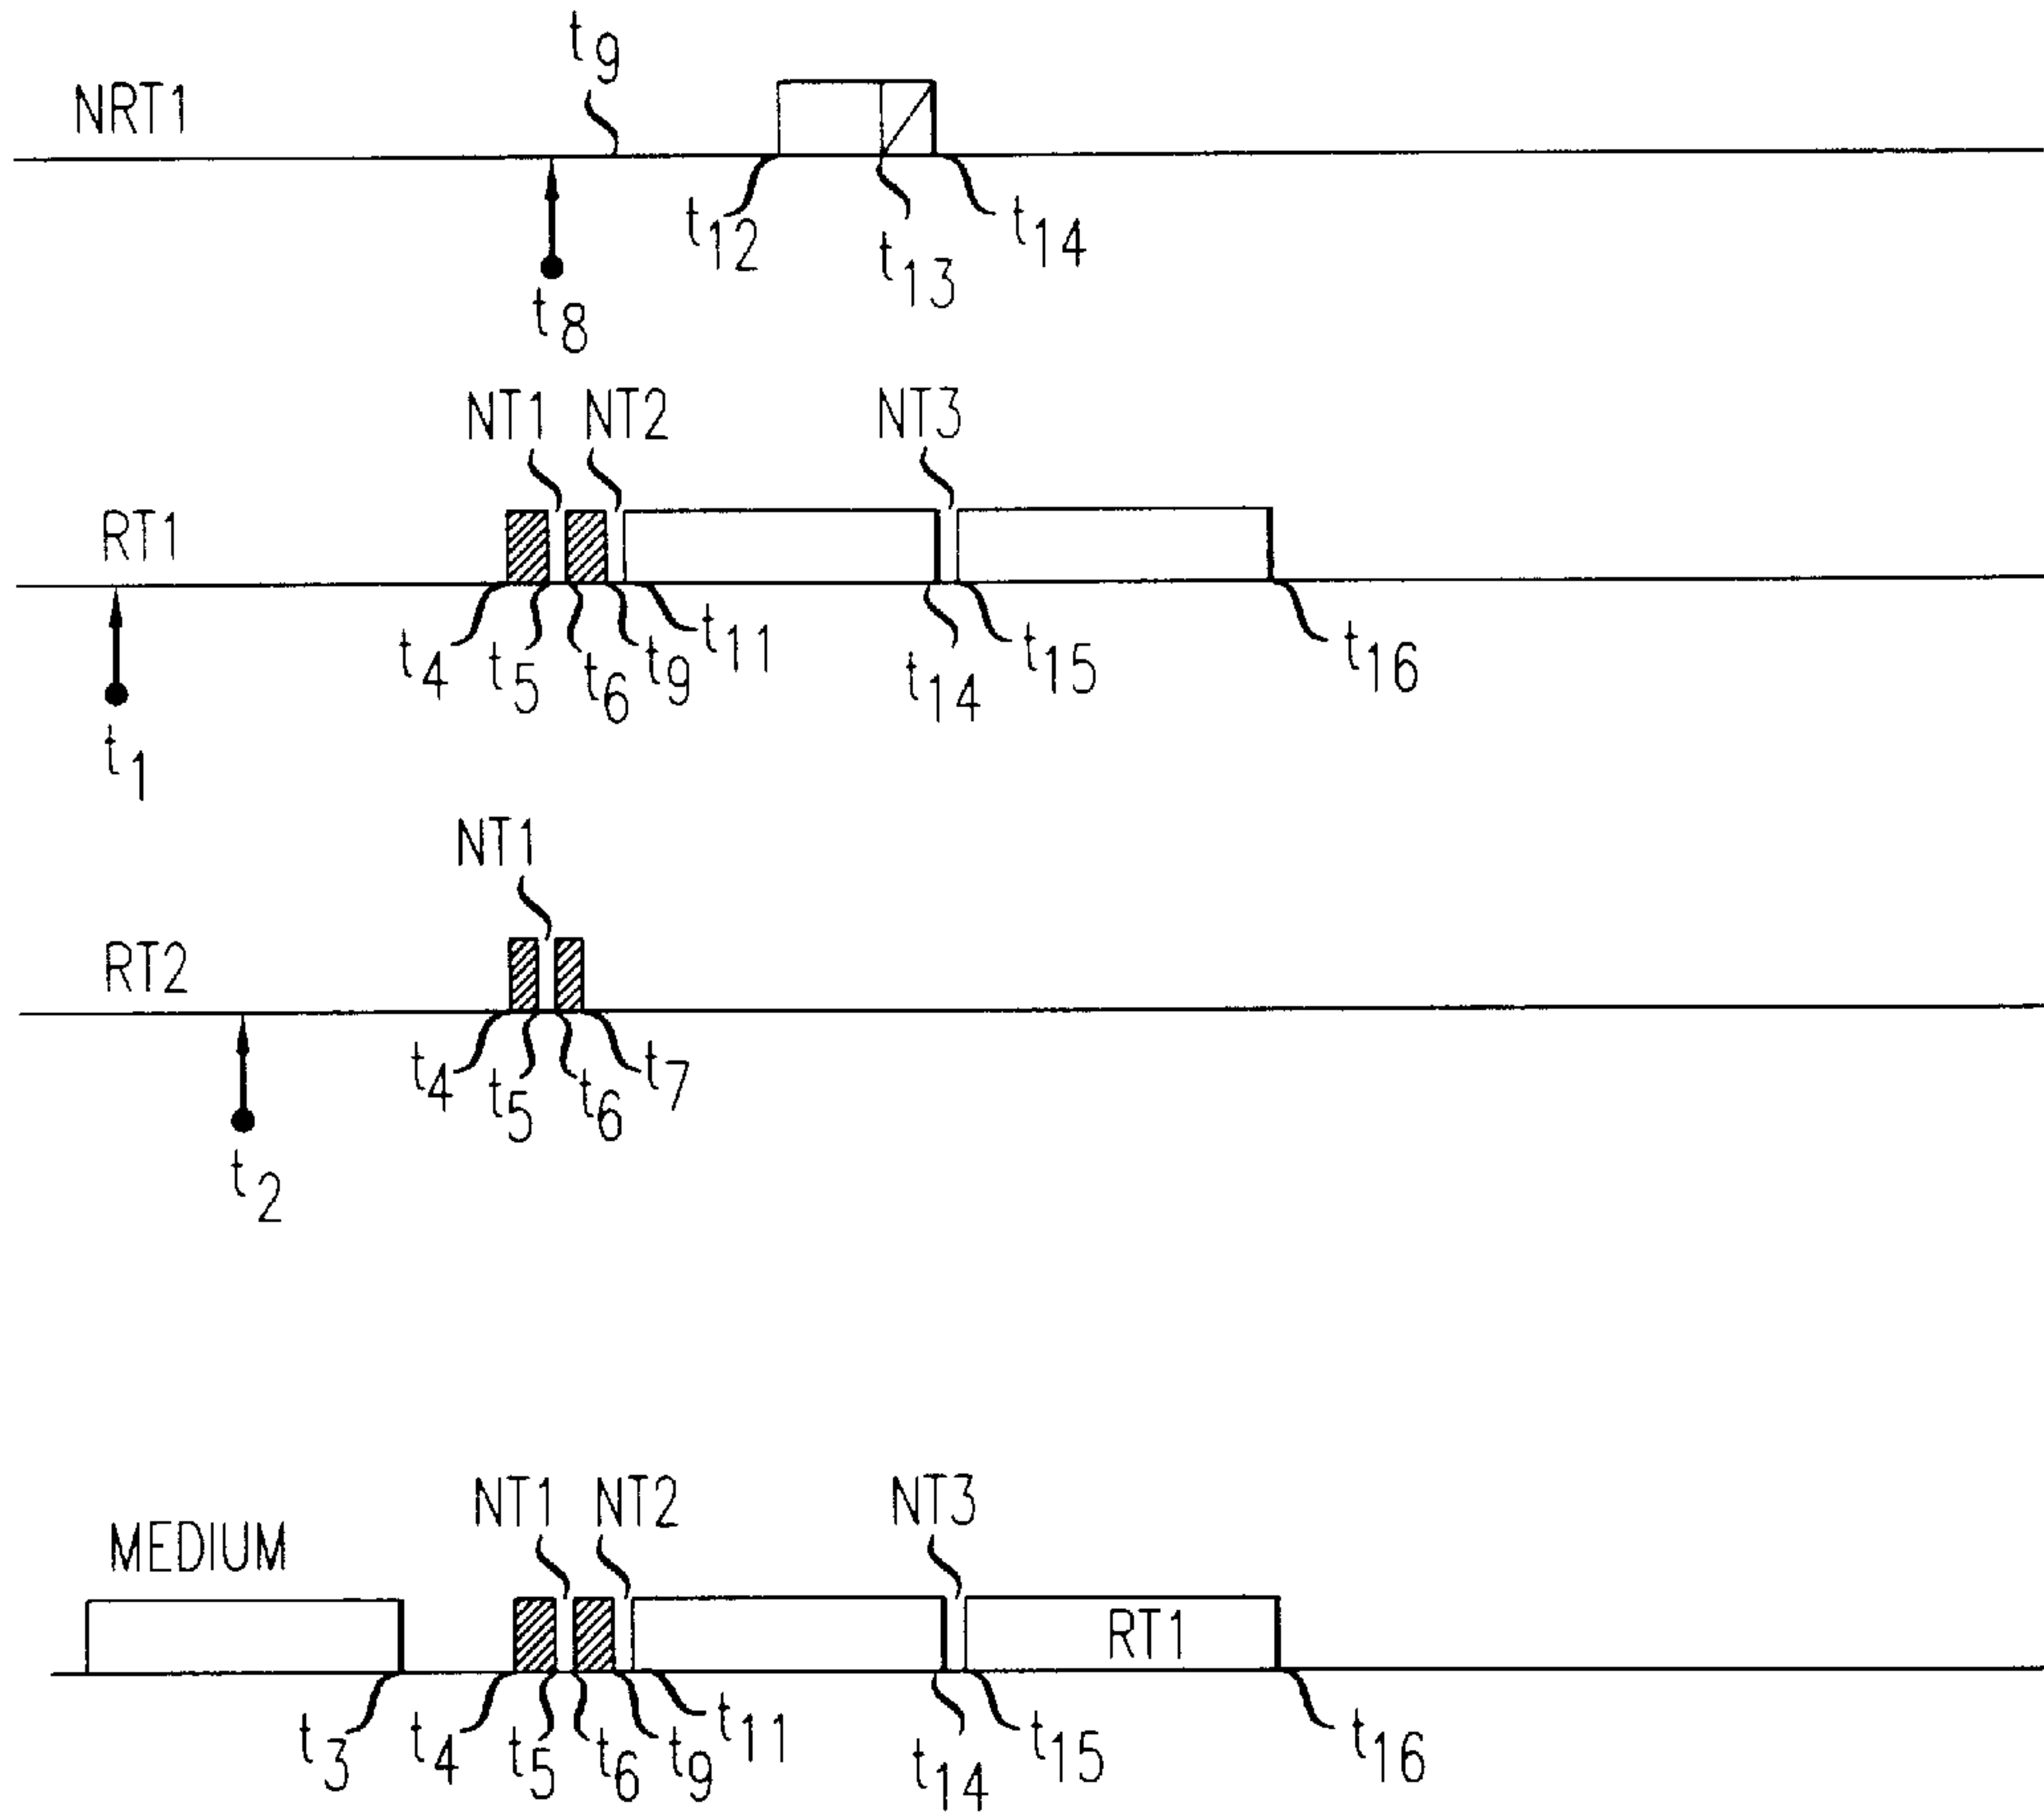 t9
NRT1
t12 t13 t14
t8
NT1 NT2 NT3
RT1
t4 t5 t6 t9 t11 t14 t15 t16
t1
NT1
RT2
t4 t5 t6 t7
t2
NT1 NT2 NT3
MEDIUM
RT1
t3 t4 t5 t6 t9 t11 t14 t15 t16